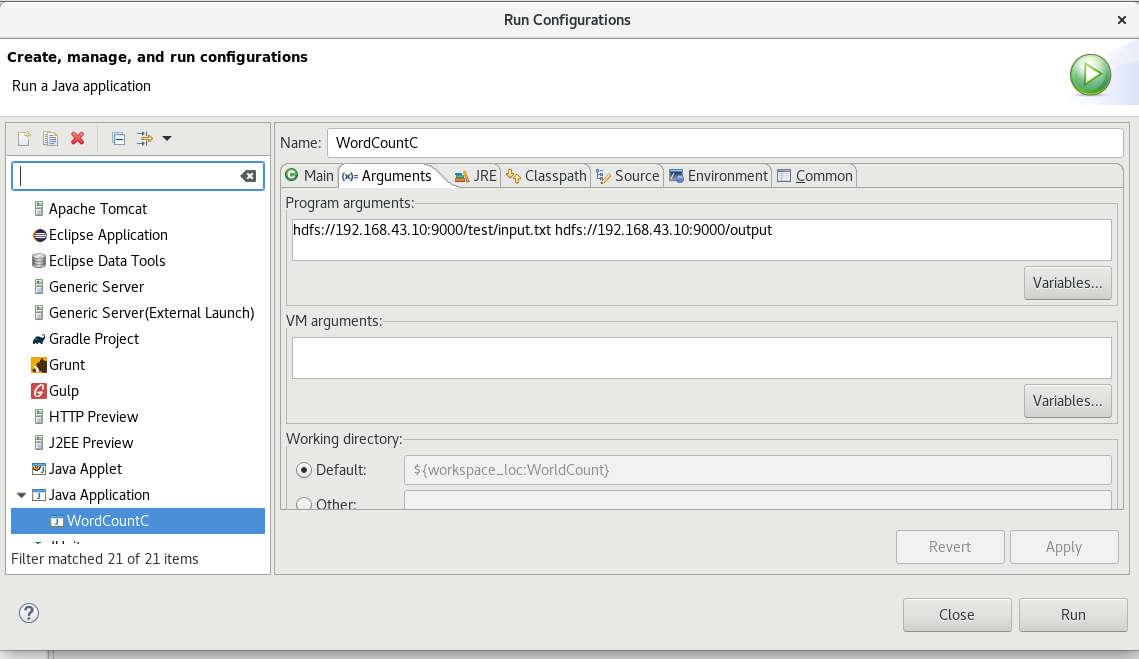 Run Configurations
Create, manage, and run configurations
Run a Java application
Name: WordCountC
Main (x)= Arguments JRE Classpath Source Environment Common
Apache Tomcat
Eclipse Application
Eclipse Data Tools
Generic Server
Generic Server(External Launch)
Gradle Project
Grunt
Gulp
HTTP Preview
J2EE Preview
Java Applet
Java Application
WordCountC
Filter matched 21 of 21 items
Program arguments:
hdfs://192.168.43.10:9000/test/input.txt hdfs://192.168.43.10:9000/output
Variables...
VM arguments:
Variables...
Working directory:
Default: ${workspace_loc:WorldCount}
Other:
Revert Apply
Close Run